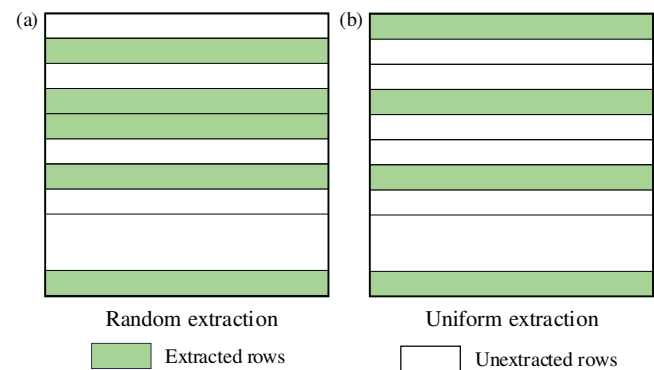 (a)
(b)
Random extraction
Uniform extraction
Extracted rows
Unextracted rows